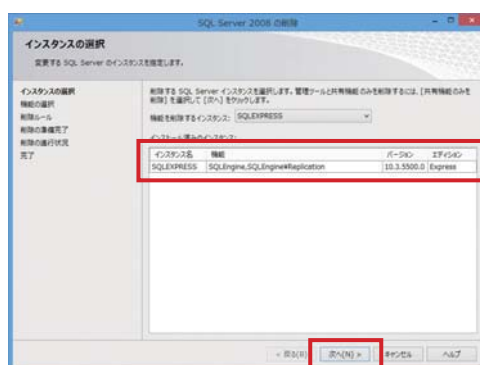 SQL Server 2008 の削除
インスタンスの選択
変更する SQL Server のインスタンスを指定します。
インスタンスの選択
機能の選択
削除ルール
削除の準備完了
削除の進行状況
完了
削除する SQL Server インスタンスを選択します。管理ツールと共有機能のみを削除するには、[共有機能のみを
削除] を選択して [次へ] をクリックします。
機能を削除するインスタンス: SQLEXPRESS
インストール済みのインスタンス:
インスタンス名 機能 バージョン エディション
SQLEXPRESS SQLEngine,SQLEngine¥Replication 10.3.5500.0 Express
< 戻る(B) 次へ(N) > キャンセル ヘルプ